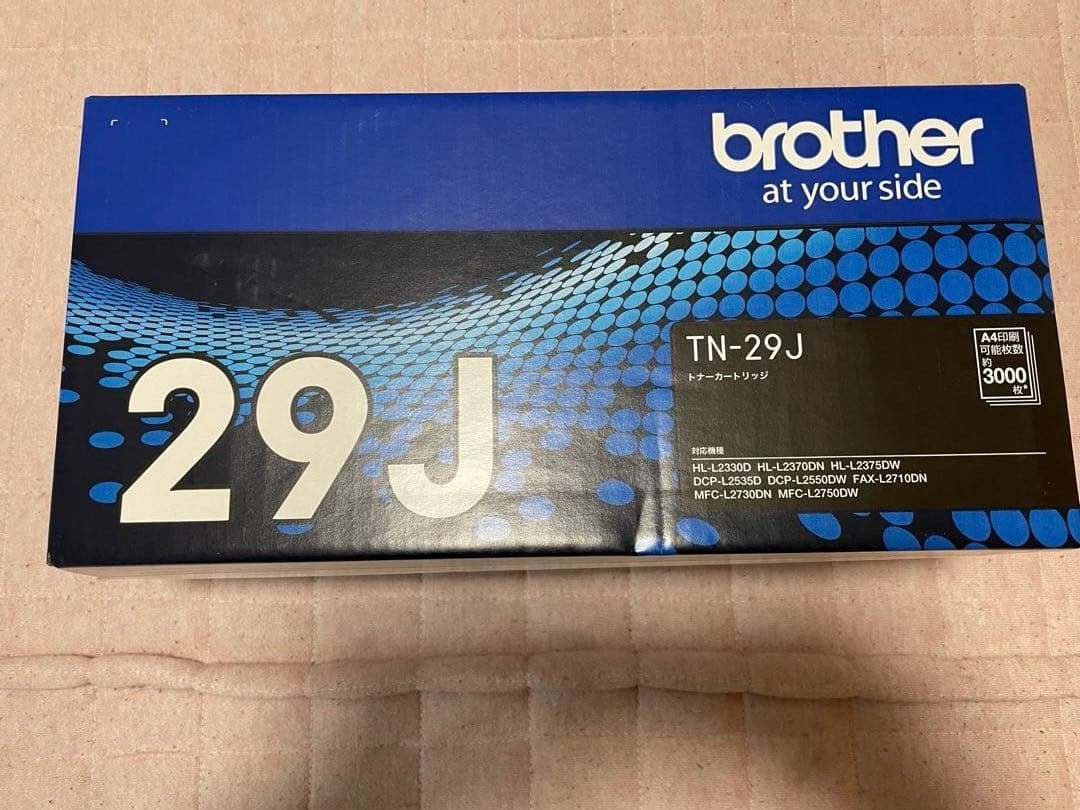 brother
at your side
29J
TN-29J
トナーカートリッジ
A4印刷
可能枚数
約
3000
枚*
対応機種
HL-L2330D HL-L2370DN HL-L2375DW
DCP-L2535D DCP-L2550DW FAX-L2710DN
MFC-L2730DN MFC-L2750DW